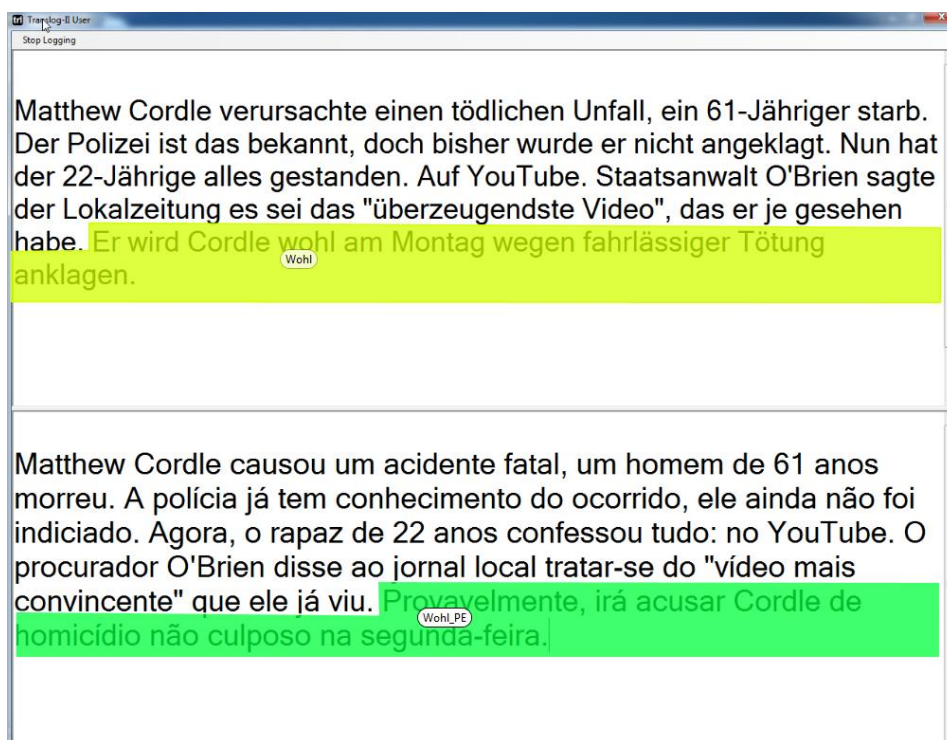 trl Translog-II User
Stop Logging
Matthew Cordle verursachte einen tödlichen Unfall, ein 61-Jähriger starb.
Der Polizei ist das bekannt, doch bisher wurde er nicht angeklagt. Nun hat
der 22-Jährige alles gestanden. Auf YouTube. Staatsanwalt O'Brien sagte
der Lokalzeitung es sei das "überzeugendste Video", das er je gesehen
habe. Er wird Cordle wohl am Montag wegen fahrlässiger Tötung
Wohl
anklagen.
Matthew Cordle causou um acidente fatal, um homem de 61 anos
morreu. A polícia já tem conhecimento do ocorrido, ele ainda não foi
indiciado. Agora, o rapaz de 22 anos confessou tudo: no YouTube. O
procurador O'Brien disse ao jornal local tratar-se do "vídeo mais
convincente" que ele já viu. Provavelmente, irá acusar Cordle de
Wohl_PE
homicídio não culposo na segunda-feira.